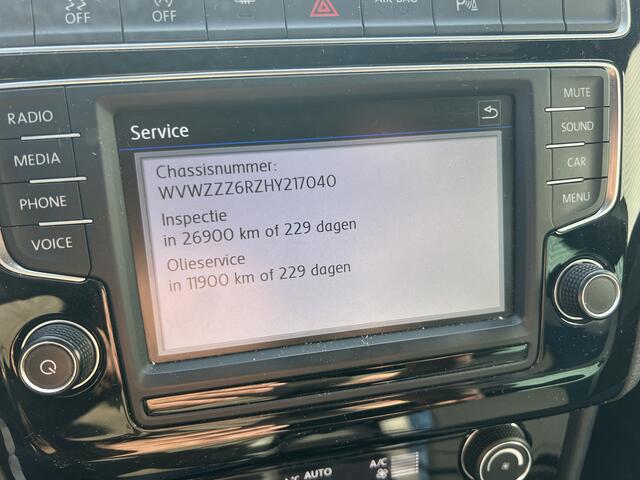 OFF
OFF
AIR BAG
P
RADIO
MEDIA
PHONE
VOICE
Service
Chassisnummer:
WVWZZZ6RZHY217040
Inspectie
in 26900 km of 229 dagen
Olieservice
in 11900 km of 229 dagen
MUTE
SOUND
CAR
MENU
A/C AUTO
A/C